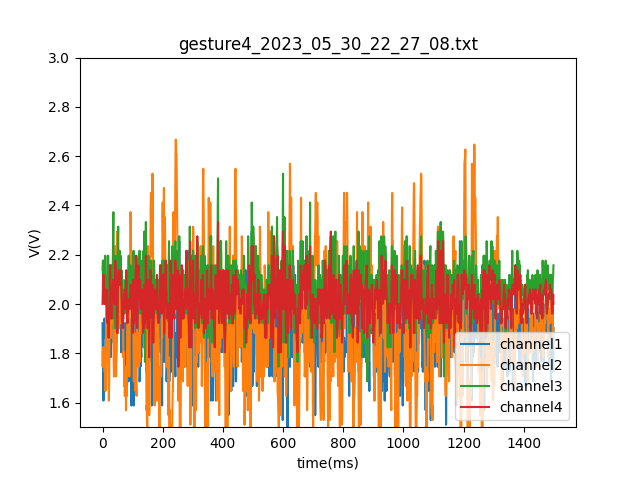 gesture4_2023_05_30_22_27_08.txt
V(V)
3.0
2.8
2.6
2.4
2.2
2.0
1.8
1.6
channel1
channel2
channel3
channel4
0 200 400 600 800 1000 1200 1400
time(ms)